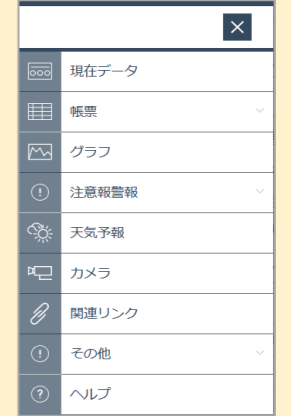 現在データ
帳票
グラフ
注意報警報
天気予報
カメラ
関連リンク
その他
ヘルプ